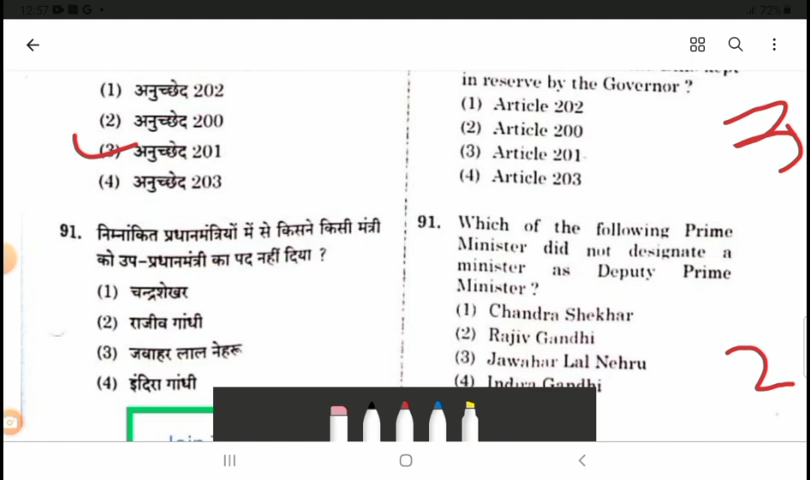 12:57
72%
(1) अनुच्छेद 202
(2) अनुच्छेद 200
(3) अनुच्छेद 201
(4) अनुच्छेद 203
91. निम्नांकित प्रधानमंत्रियों में से किसने किसी मंत्री
को उप-प्रधानमंत्री का पद नहीं दिया ?
(1) चन्द्रशेखर
(2) राजीव गांधी
(3) जवाहर लाल नेहरू
(4) इंदिरा गांधी
in reserve by the Governor ?
(1) Article 202
(2) Article 200
(3) Article 201
(4) Article 203
3
91. Which of the following Prime
Minister did not designate a
minister as Deputy Prime
Minister ?
(1) Chandra Shekhar
(2) Rajiv Gandhi
(3) Jawahar Lal Nehru
(4) Indira Gandhi
2